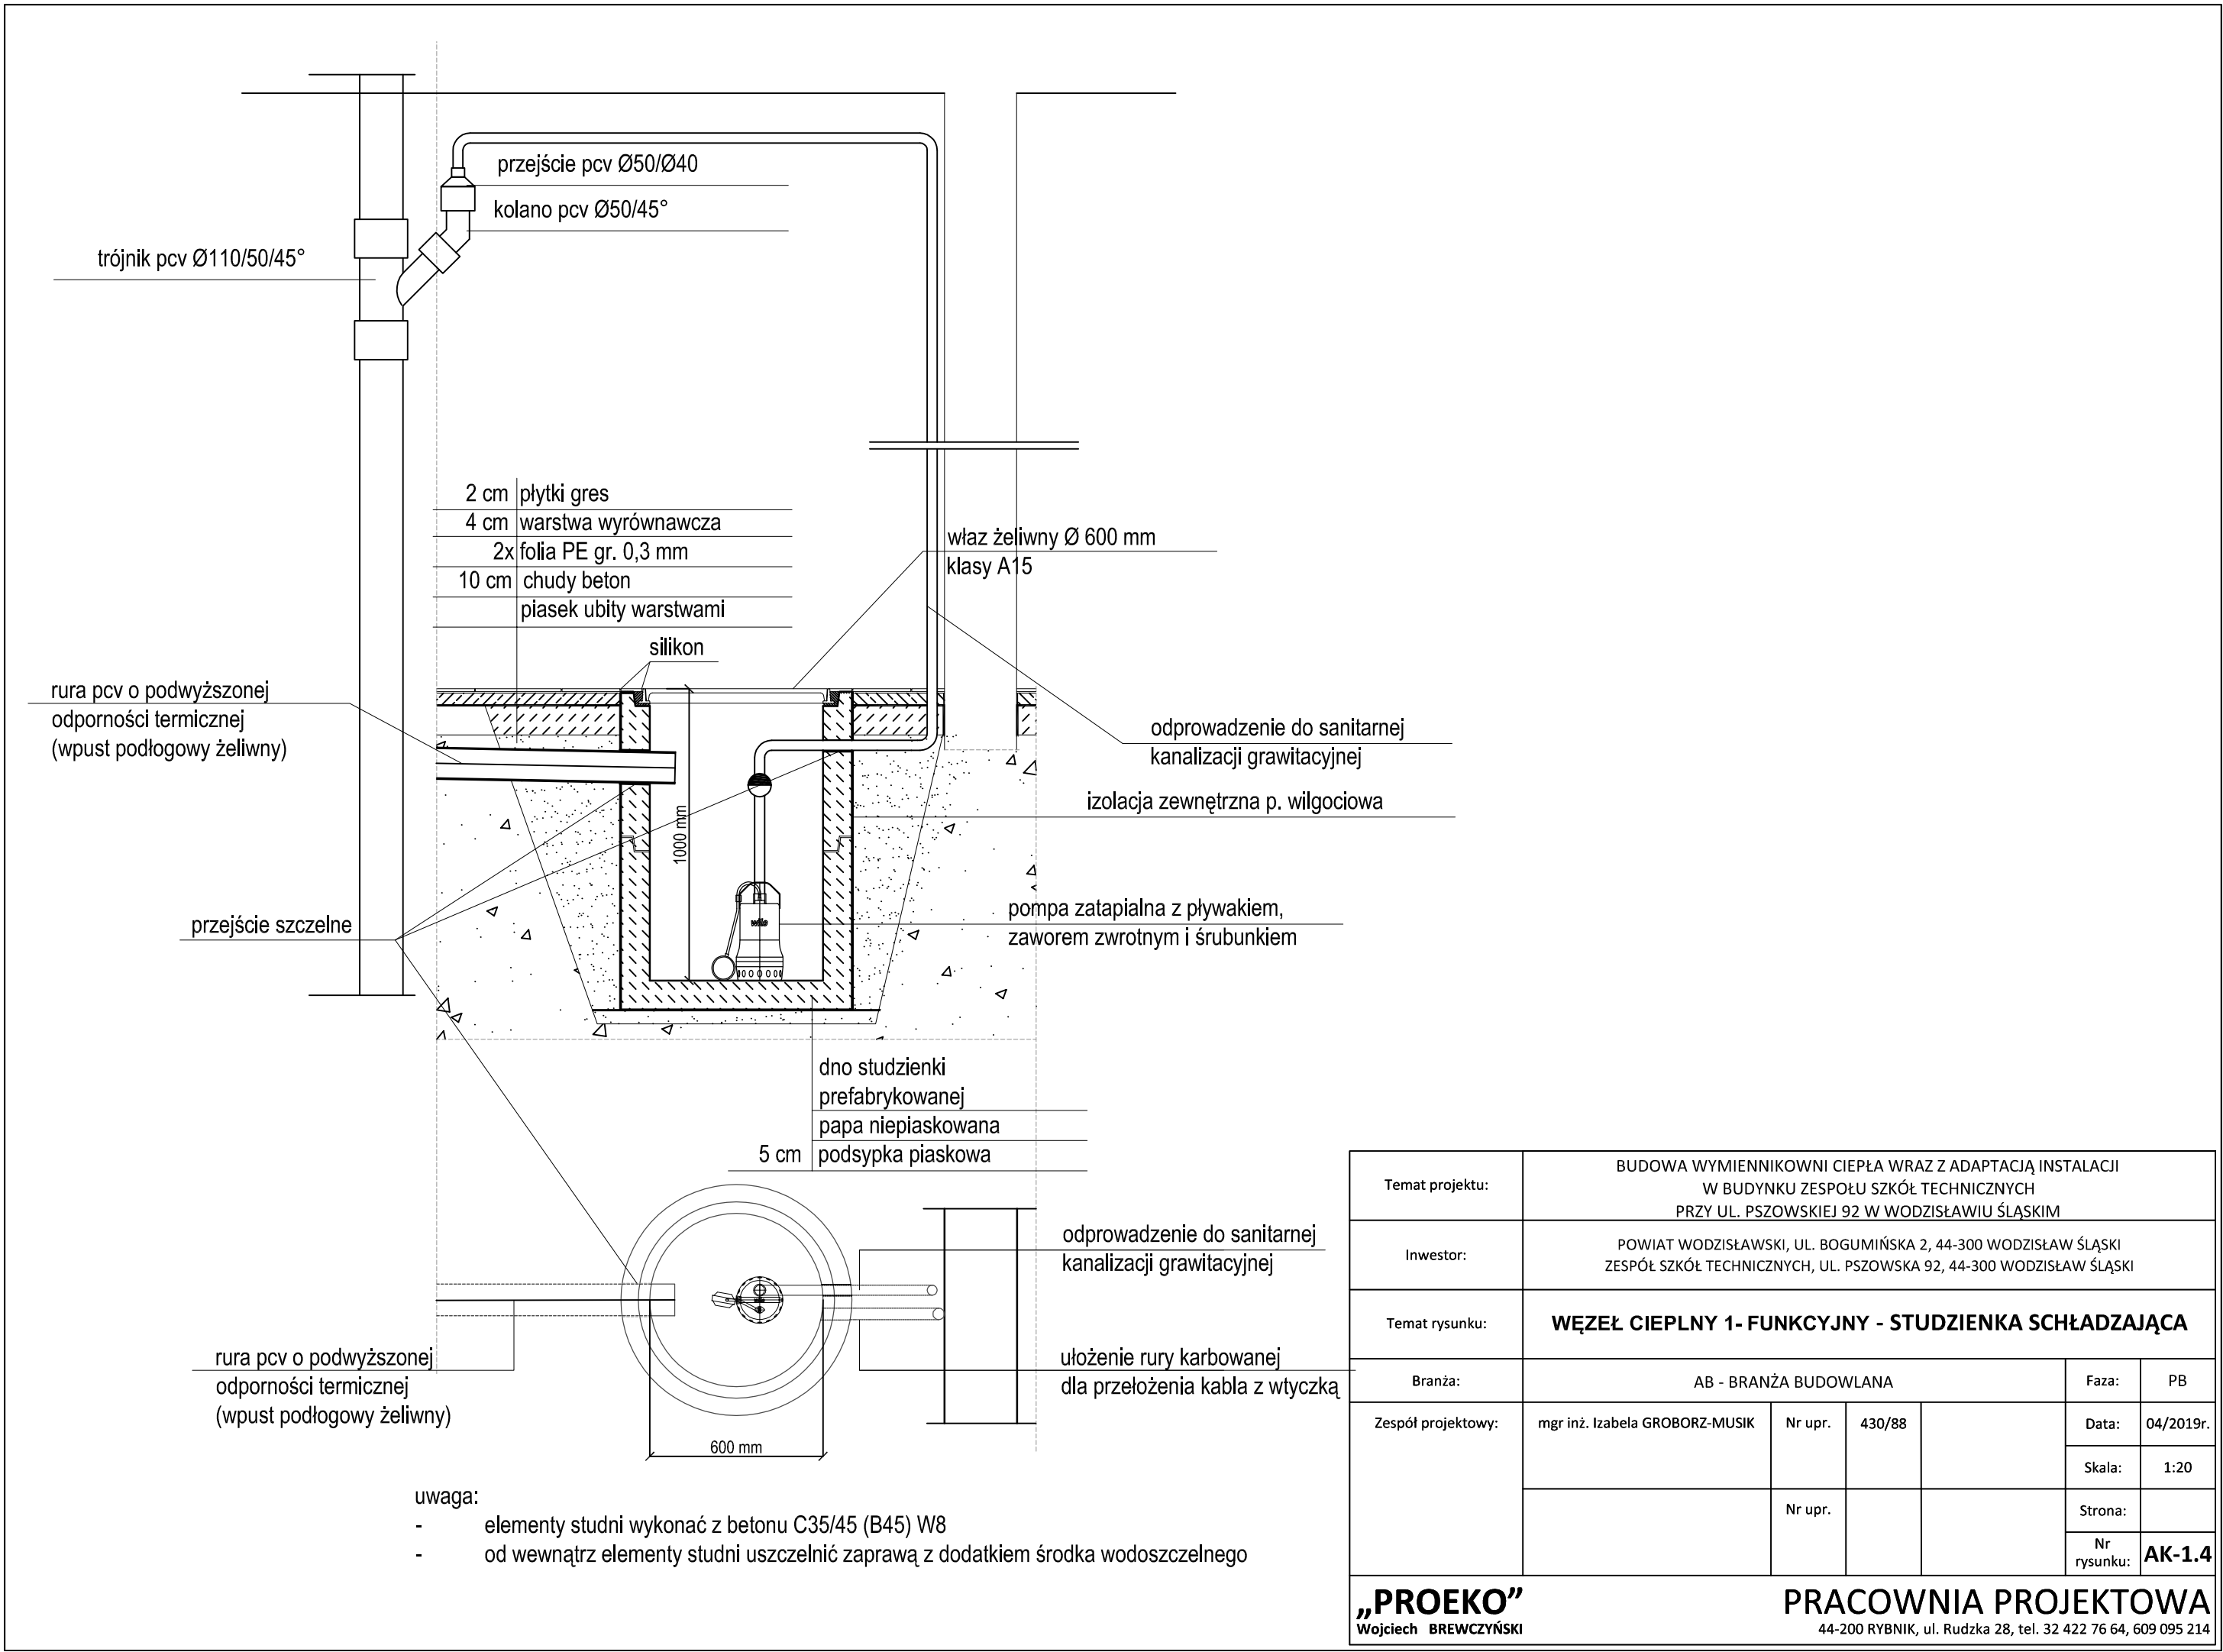 przejście pcv Ø50/Ø40
kolano pcv Ø50/45°
trójnik pcv Ø110/50/45°
2 cm płytki gres
4 cm warstwa wyrównawcza
2x folia PE gr. 0,3 mm
10 cm chudy beton
piasek ubity warstwami
silikon
właz żeliwny Ø 600 mm
klasy A15
rura pcv o podwyższonej
odporności termicznej
(wpust podłogowy żeliwny)
odprowadzenie do sanitarnej
kanalizacji grawitacyjnej
izolacja zewnętrzna p. wilgociowa
1000 mm
wilo
pompa zatapialna z pływakiem,
zaworem zwrotnym i śrubunkiem
przejście szczelne
dno studzienki
prefabrykowanej
papa niepiaskowana
5 cm podsypka piaskowa
odprowadzenie do sanitarnej
kanalizacji grawitacyjnej
rura pcv o podwyższonej
odporności termicznej
(wpust podłogowy żeliwny)
ułożenie rury karbowanej
dla przełożenia kabla z wtyczką
600 mm
uwaga:
- elementy studni wykonać z betonu C35/45 (B45) W8
- od wewnątrz elementy studni uszczelnić zaprawą z dodatkiem środka wodoszczelnego
Temat projektu:
BUDOWA WYMIENNIKOWNI CIEPŁA WRAZ Z ADAPTACJĄ INSTALACJI
W BUDYNKU ZESPOŁU SZKÓŁ TECHNICZNYCH
PRZY UL. PSZOWSKIEJ 92 W WODZISŁAWIU ŚLĄSKIM
Inwestor:
POWIAT WODZISŁAWSKI, UL. BOGUMIŃSKA 2, 44-300 WODZISŁAW ŚLĄSKI
ZESPÓŁ SZKÓŁ TECHNICZNYCH, UL. PSZOWSKA 92, 44-300 WODZISŁAW ŚLĄSKI
Temat rysunku:
WĘZEŁ CIEPLNY 1- FUNKCYJNY - STUDZIENKA SCHŁADZAJĄCA
Branża:
AB - BRANŻA BUDOWLANA
Faza: PB
Zespół projektowy:
mgr inż. Izabela GROBORZ-MUSIK
Nr upr. 430/88
Data: 04/2019r.
Skala: 1:20
Nr upr.
Strona:
Nr
rysunku:
AK-1.4
„PROEKO”
Wojciech BREWCZYŃSKI
PRACOWNIA PROJEKTOWA
44-200 RYBNIK, ul. Rudzka 28, tel. 32 422 76 64, 609 095 214